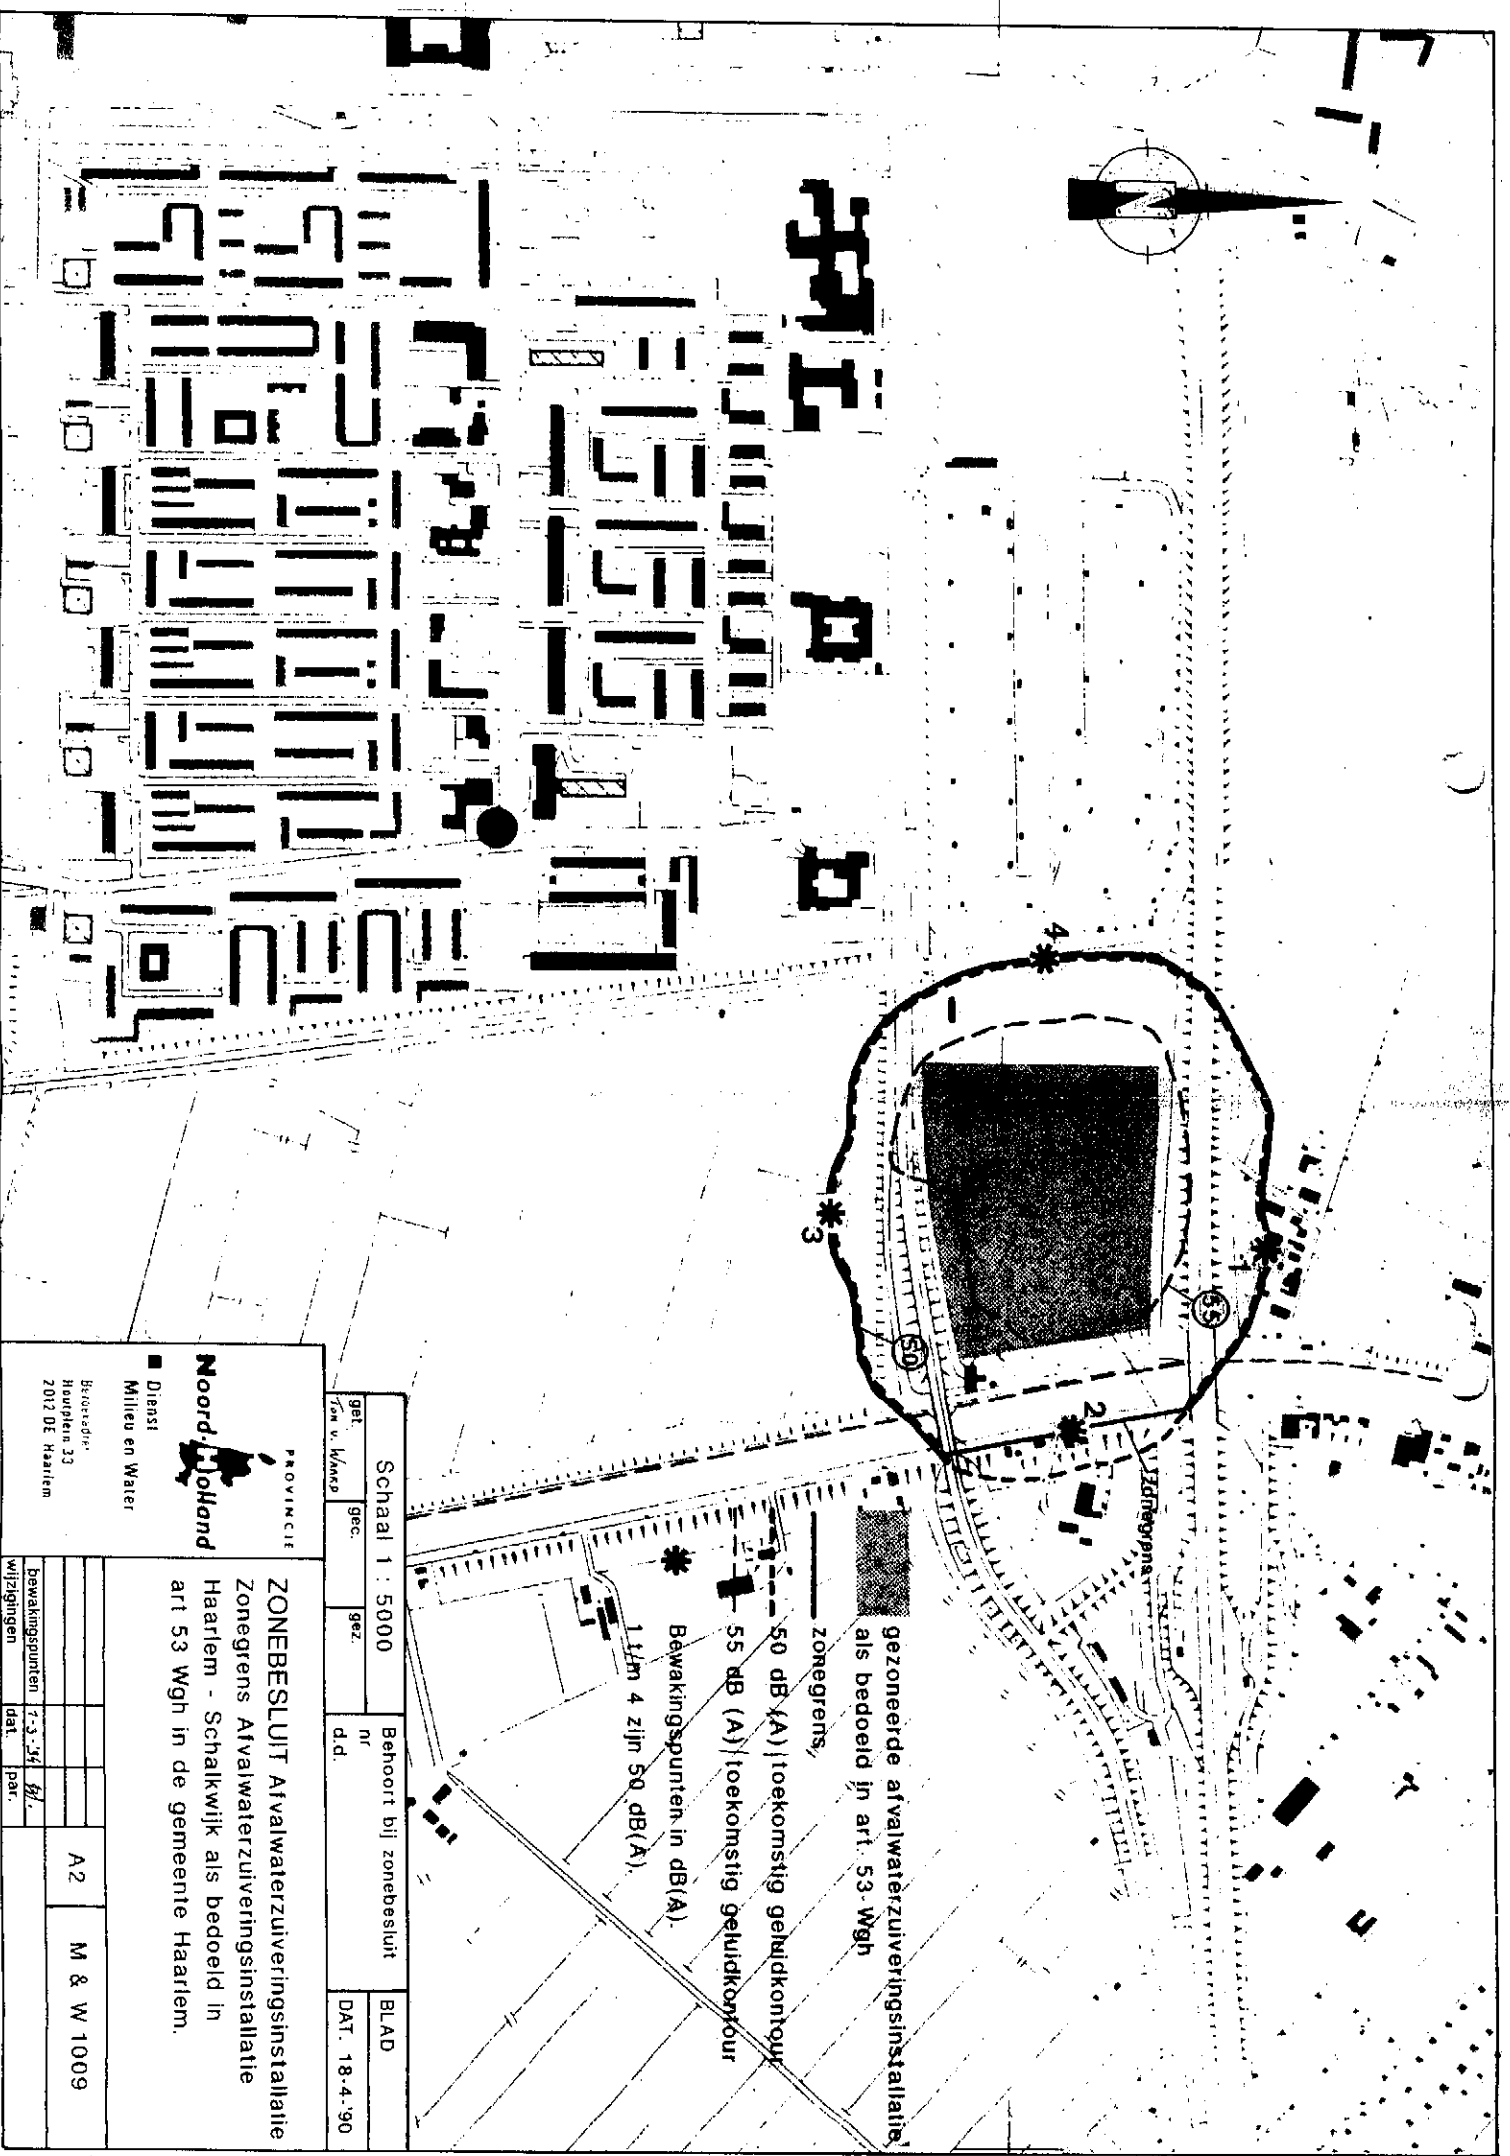 N
4
1
3
2
55
50
Zonegrens
gezoneerde afvalwaterzuiveringsinstallatie
als bedoeld in art. 53 Wgh
zonegrens
50 dB (A) toekomstig geluidkontour
55 dB (A) toekomstig geluidkontour
Bewakingspunten in dB(A).
1 t/m 4 zijn 50 dB(A).
Schaal 1 : 5000
get.
gec.
gez.
Behoort bij zonebesluit
nr
d.d.
BLAD
DAT. 18-4-'90
PROVINCIE
Noord-Holland
Dienst
Milieu en Water
Bezoekadres:
Houtplein 33
2012 DE Haarlem
ZONEBESLUIT Afvalwaterzuiveringsinstallatie
Zonegrens Afvalwaterzuiveringsinstallatie
Haarlem - Schalkwijk als bedoeld in
art 53 Wgh in de gemeente Haarlem.
bewakingspunten
wijzigingen
dat.
par.
A2
M & W 1009